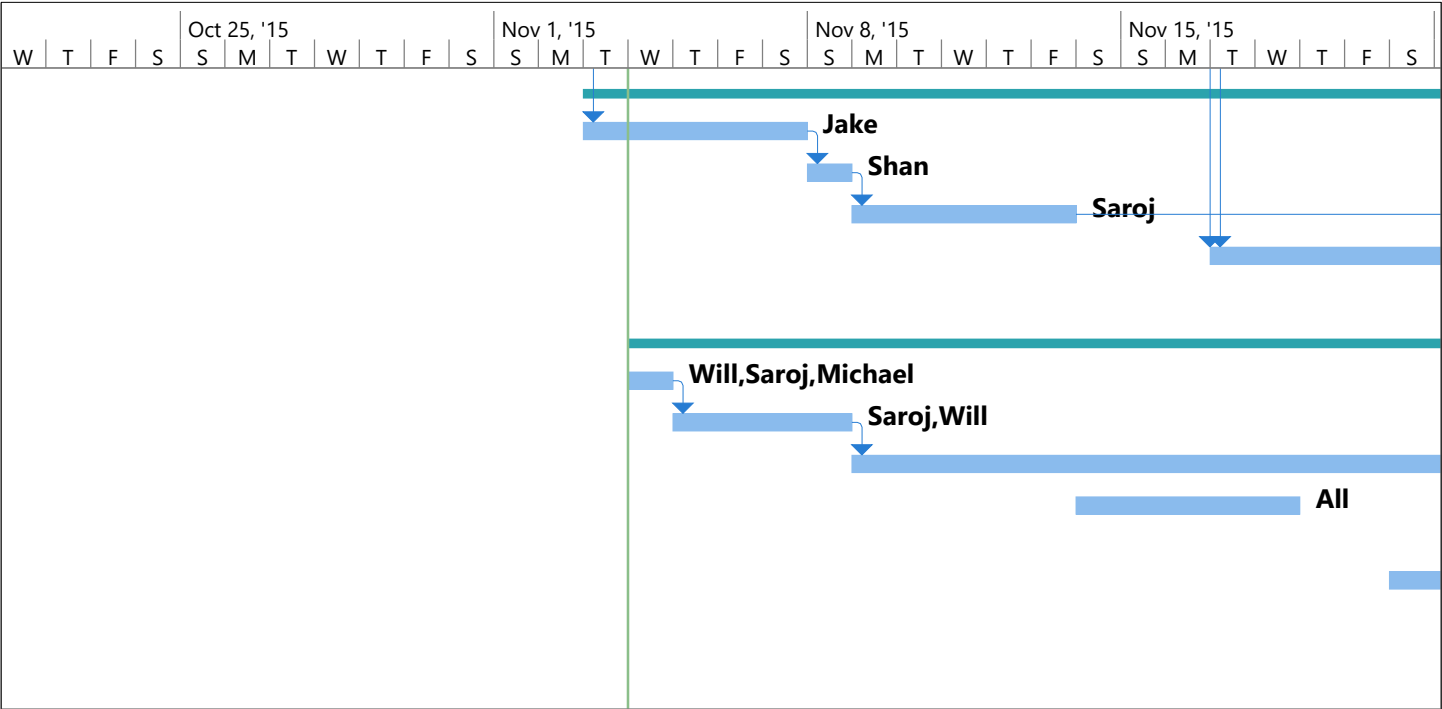 Oct 25, '15 Nov 1, '15 Nov 8, '15 Nov 15, '15
W T F S S M T W T F S S M T W T F S S M T W T F S S M T W T F S
Jake
Shan
Saroj
Will,Saroj,Michael
Saroj,Will
All